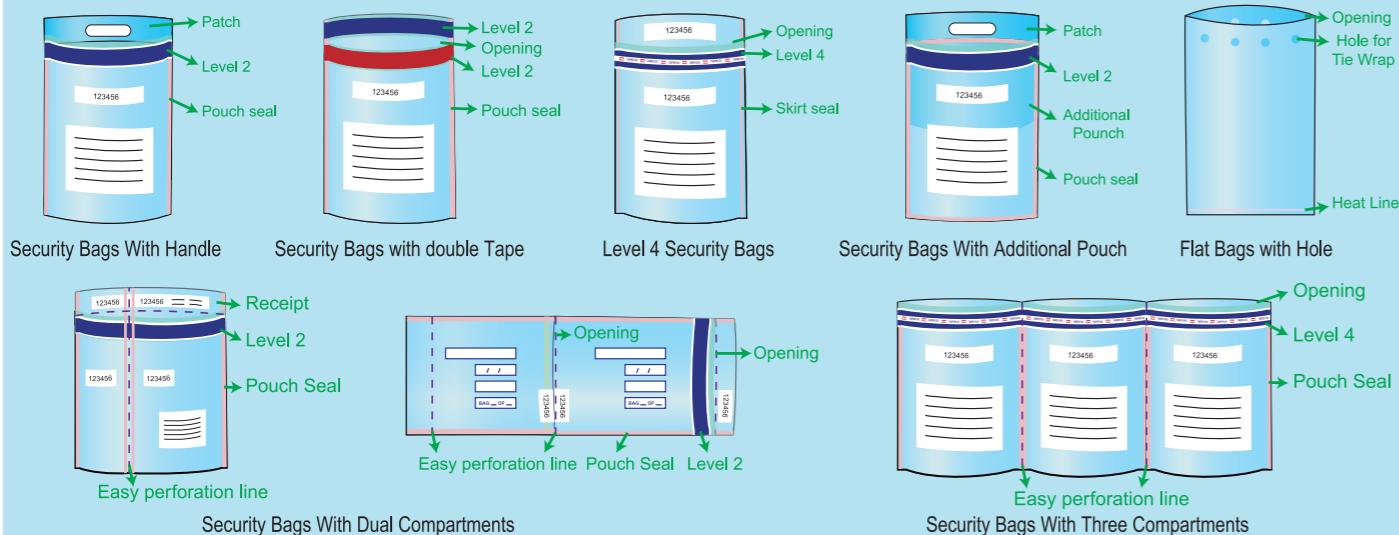 Patch
Level 2
Pouch seal
123456
Security Bags With Handle
Level 2
Opening
Level 2
Pouch seal
123456
Security Bags with double Tape
123456
Opening
Level 4
Skirt seal
123456
Level 4 Security Bags
Patch
Level 2
Additional
Pounch
Pouch seal
123456
Security Bags With Additional Pouch
Opening
Hole for
Tie Wrap
Heat Line
Flat Bags with Hole
123456 123456
Receipt
Level 2
Pouch Seal
123456 123456
Easy perforation line
Opening
Opening
/ /
/ /
BAG _ OF _
BAG _ OF _
123456
123456
123456
Easy perforation line Pouch Seal Level 2
Security Bags With Dual Compartments
Opening
Level 4
Pouch Seal
123456 123456 123456
Easy perforation line
Security Bags With Three Compartments